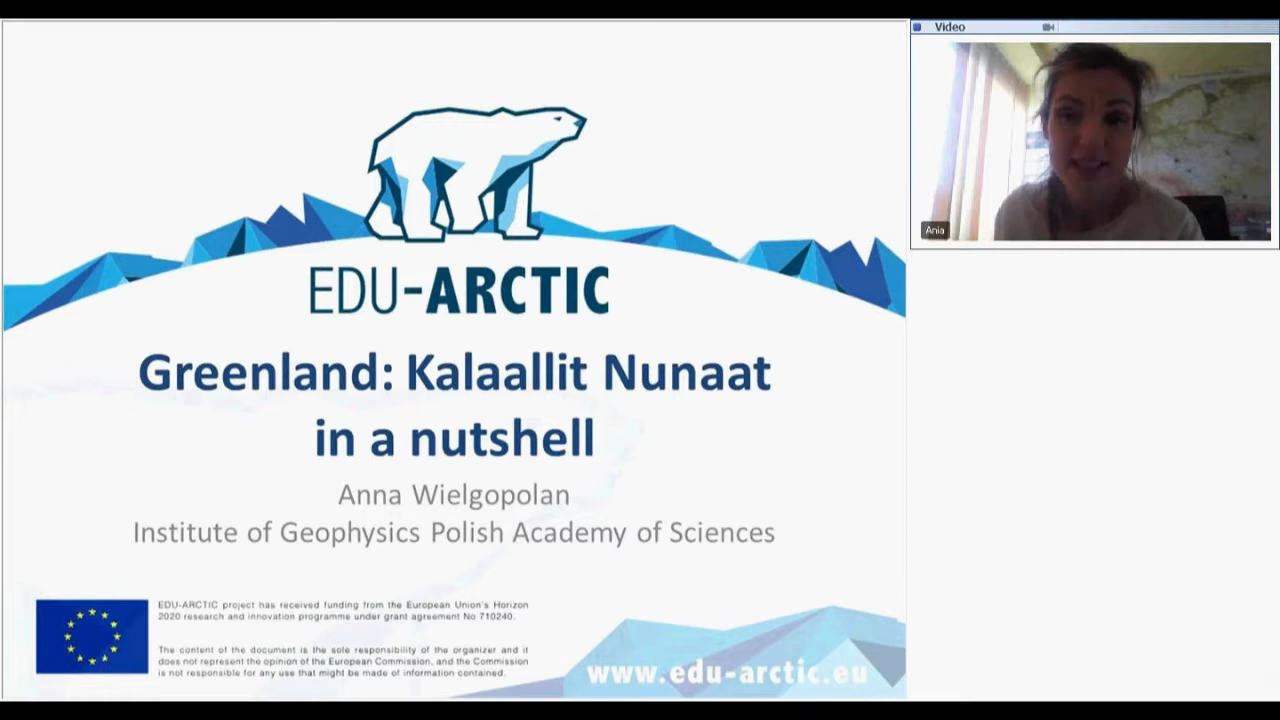 Video
Ania
EDU-ARCTIC
Greenland: Kalaallit Nunaat
in a nutshell
Anna Wielgopolan
Institute of Geophysics Polish Academy of Sciences
EDU-ARCTIC project has received funding from the European Union's Horizon
2020 research and innovation programme under grant agreement No 710240.
The content of the document is the sole responsibility of the organizer and it
does not represent the opinion of the European Commission, and the Commission
is not responsible for any use that might be made of information contained.
www.edu-arctic.eu